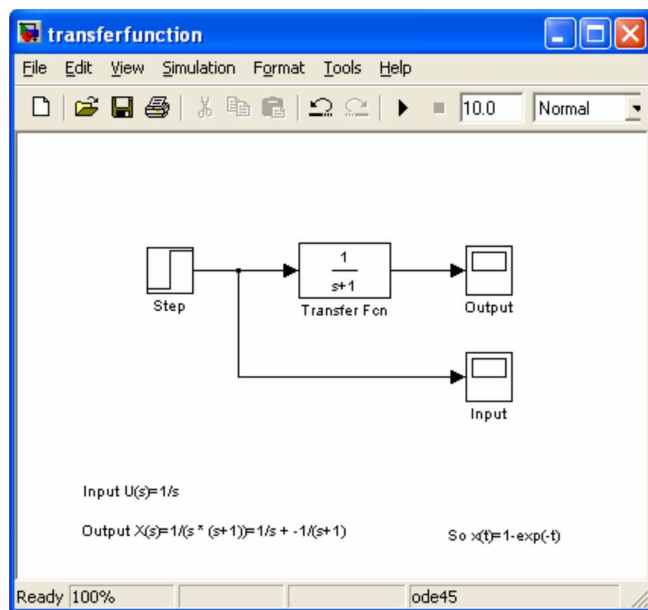 transferfunction
File Edit View Simulation Format Tools Help
10.0 Normal
1
s+1
Step
Transfer Fcn
Output
Input
Input U(s)=1/s
Output X(s)=1/(s * (s+1))=1/s + -1/(s+1)
So x(t)=1-exp(-t)
Ready 100% ode45